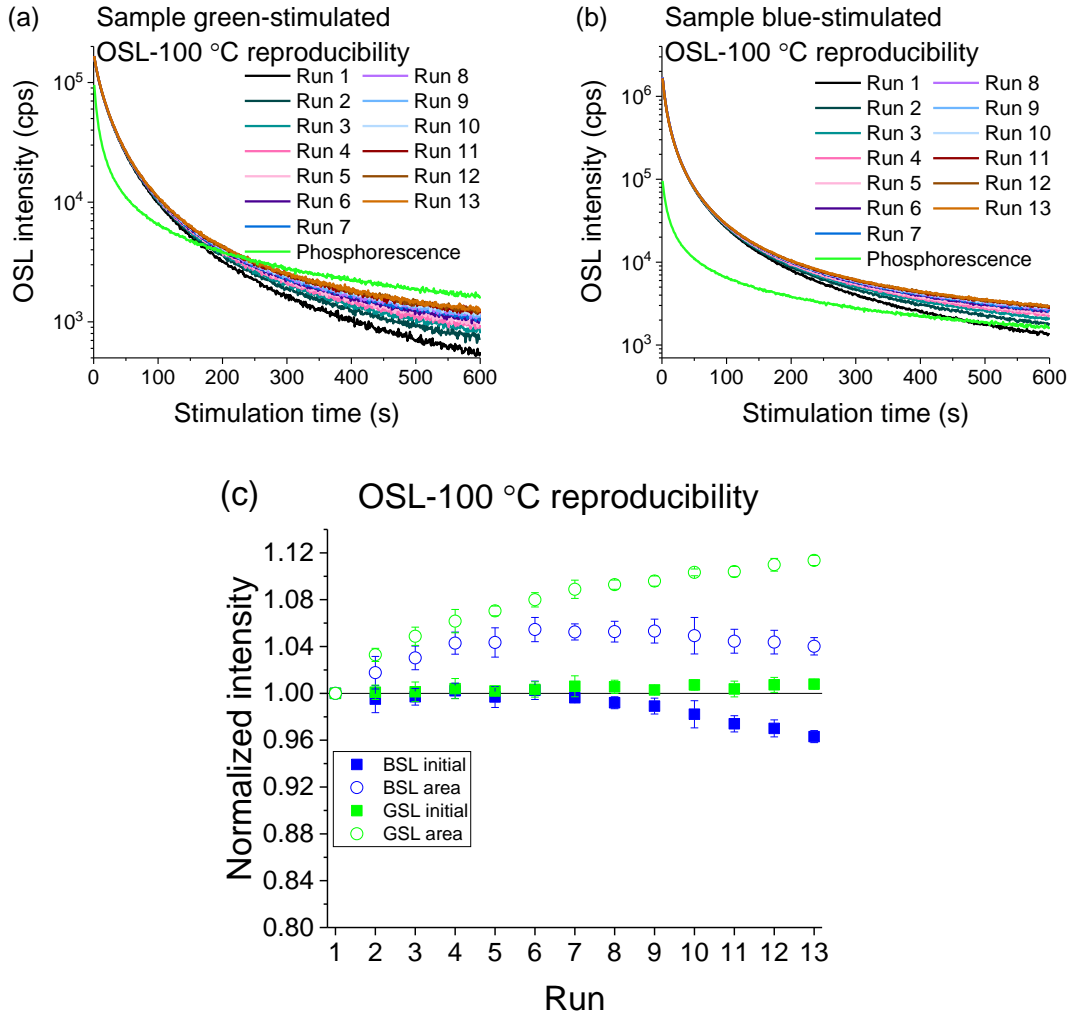 (a) Sample green-stimulated
OSL-100 °C reproducibility
Run 1 Run 8
Run 2 Run 9
Run 3 Run 10
Run 4 Run 11
Run 5 Run 12
Run 6 Run 13
Run 7
Phosphorescence
OSL intensity (cps)
10^5
10^4
10^3
0 100 200 300 400 500 600
Stimulation time (s)
(b) Sample blue-stimulated
OSL-100 °C reproducibility
Run 1 Run 8
Run 2 Run 9
Run 3 Run 10
Run 4 Run 11
Run 5 Run 12
Run 6 Run 13
Run 7
Phosphorescence
OSL intensity (cps)
10^6
10^5
10^4
10^3
0 100 200 300 400 500 600
Stimulation time (s)
(c) OSL-100 °C reproducibility
Normalized intensity
1.12
1.08
1.04
1.00
0.96
0.92
0.88
0.84
0.80
BSL initial
BSL area
GSL initial
GSL area
1 2 3 4 5 6 7 8 9 10 11 12 13
Run